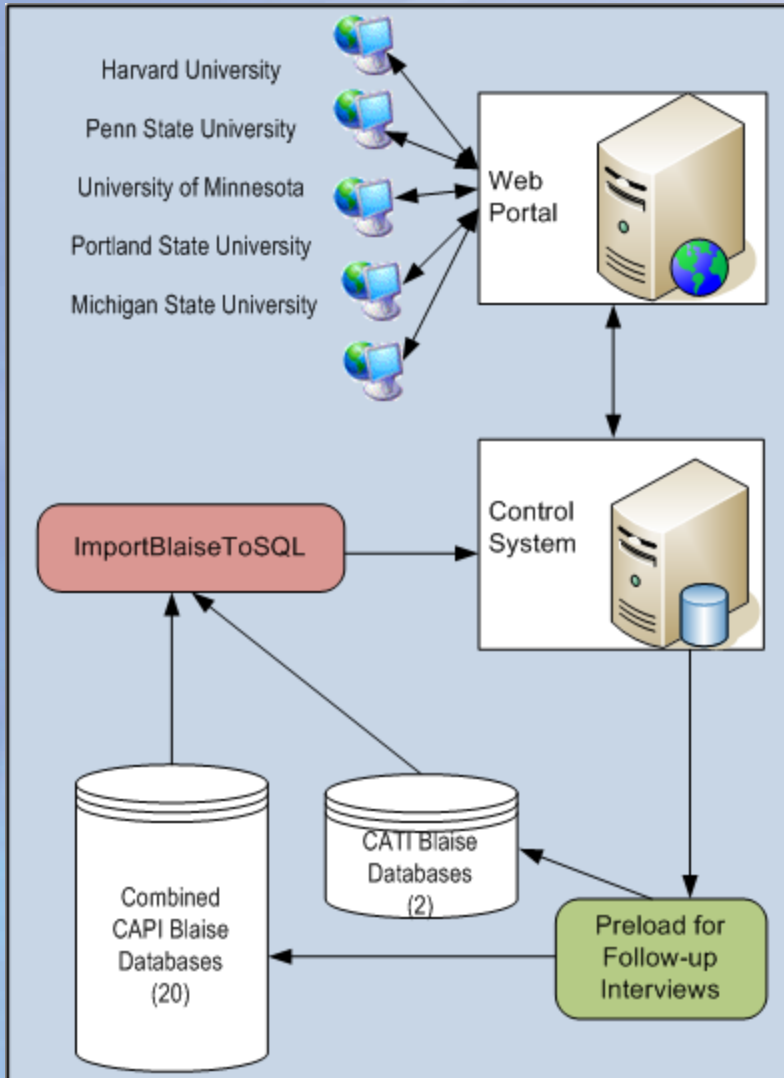 Harvard University
Penn State University
University of Minnesota
Portland State University
Michigan State University
Web
Portal
Control
System
ImportBlaiseToSQL
CATI Blaise
Databases
(2)
Combined
CAPI Blaise
Databases
(20)
Preload for
Follow-up
Interviews